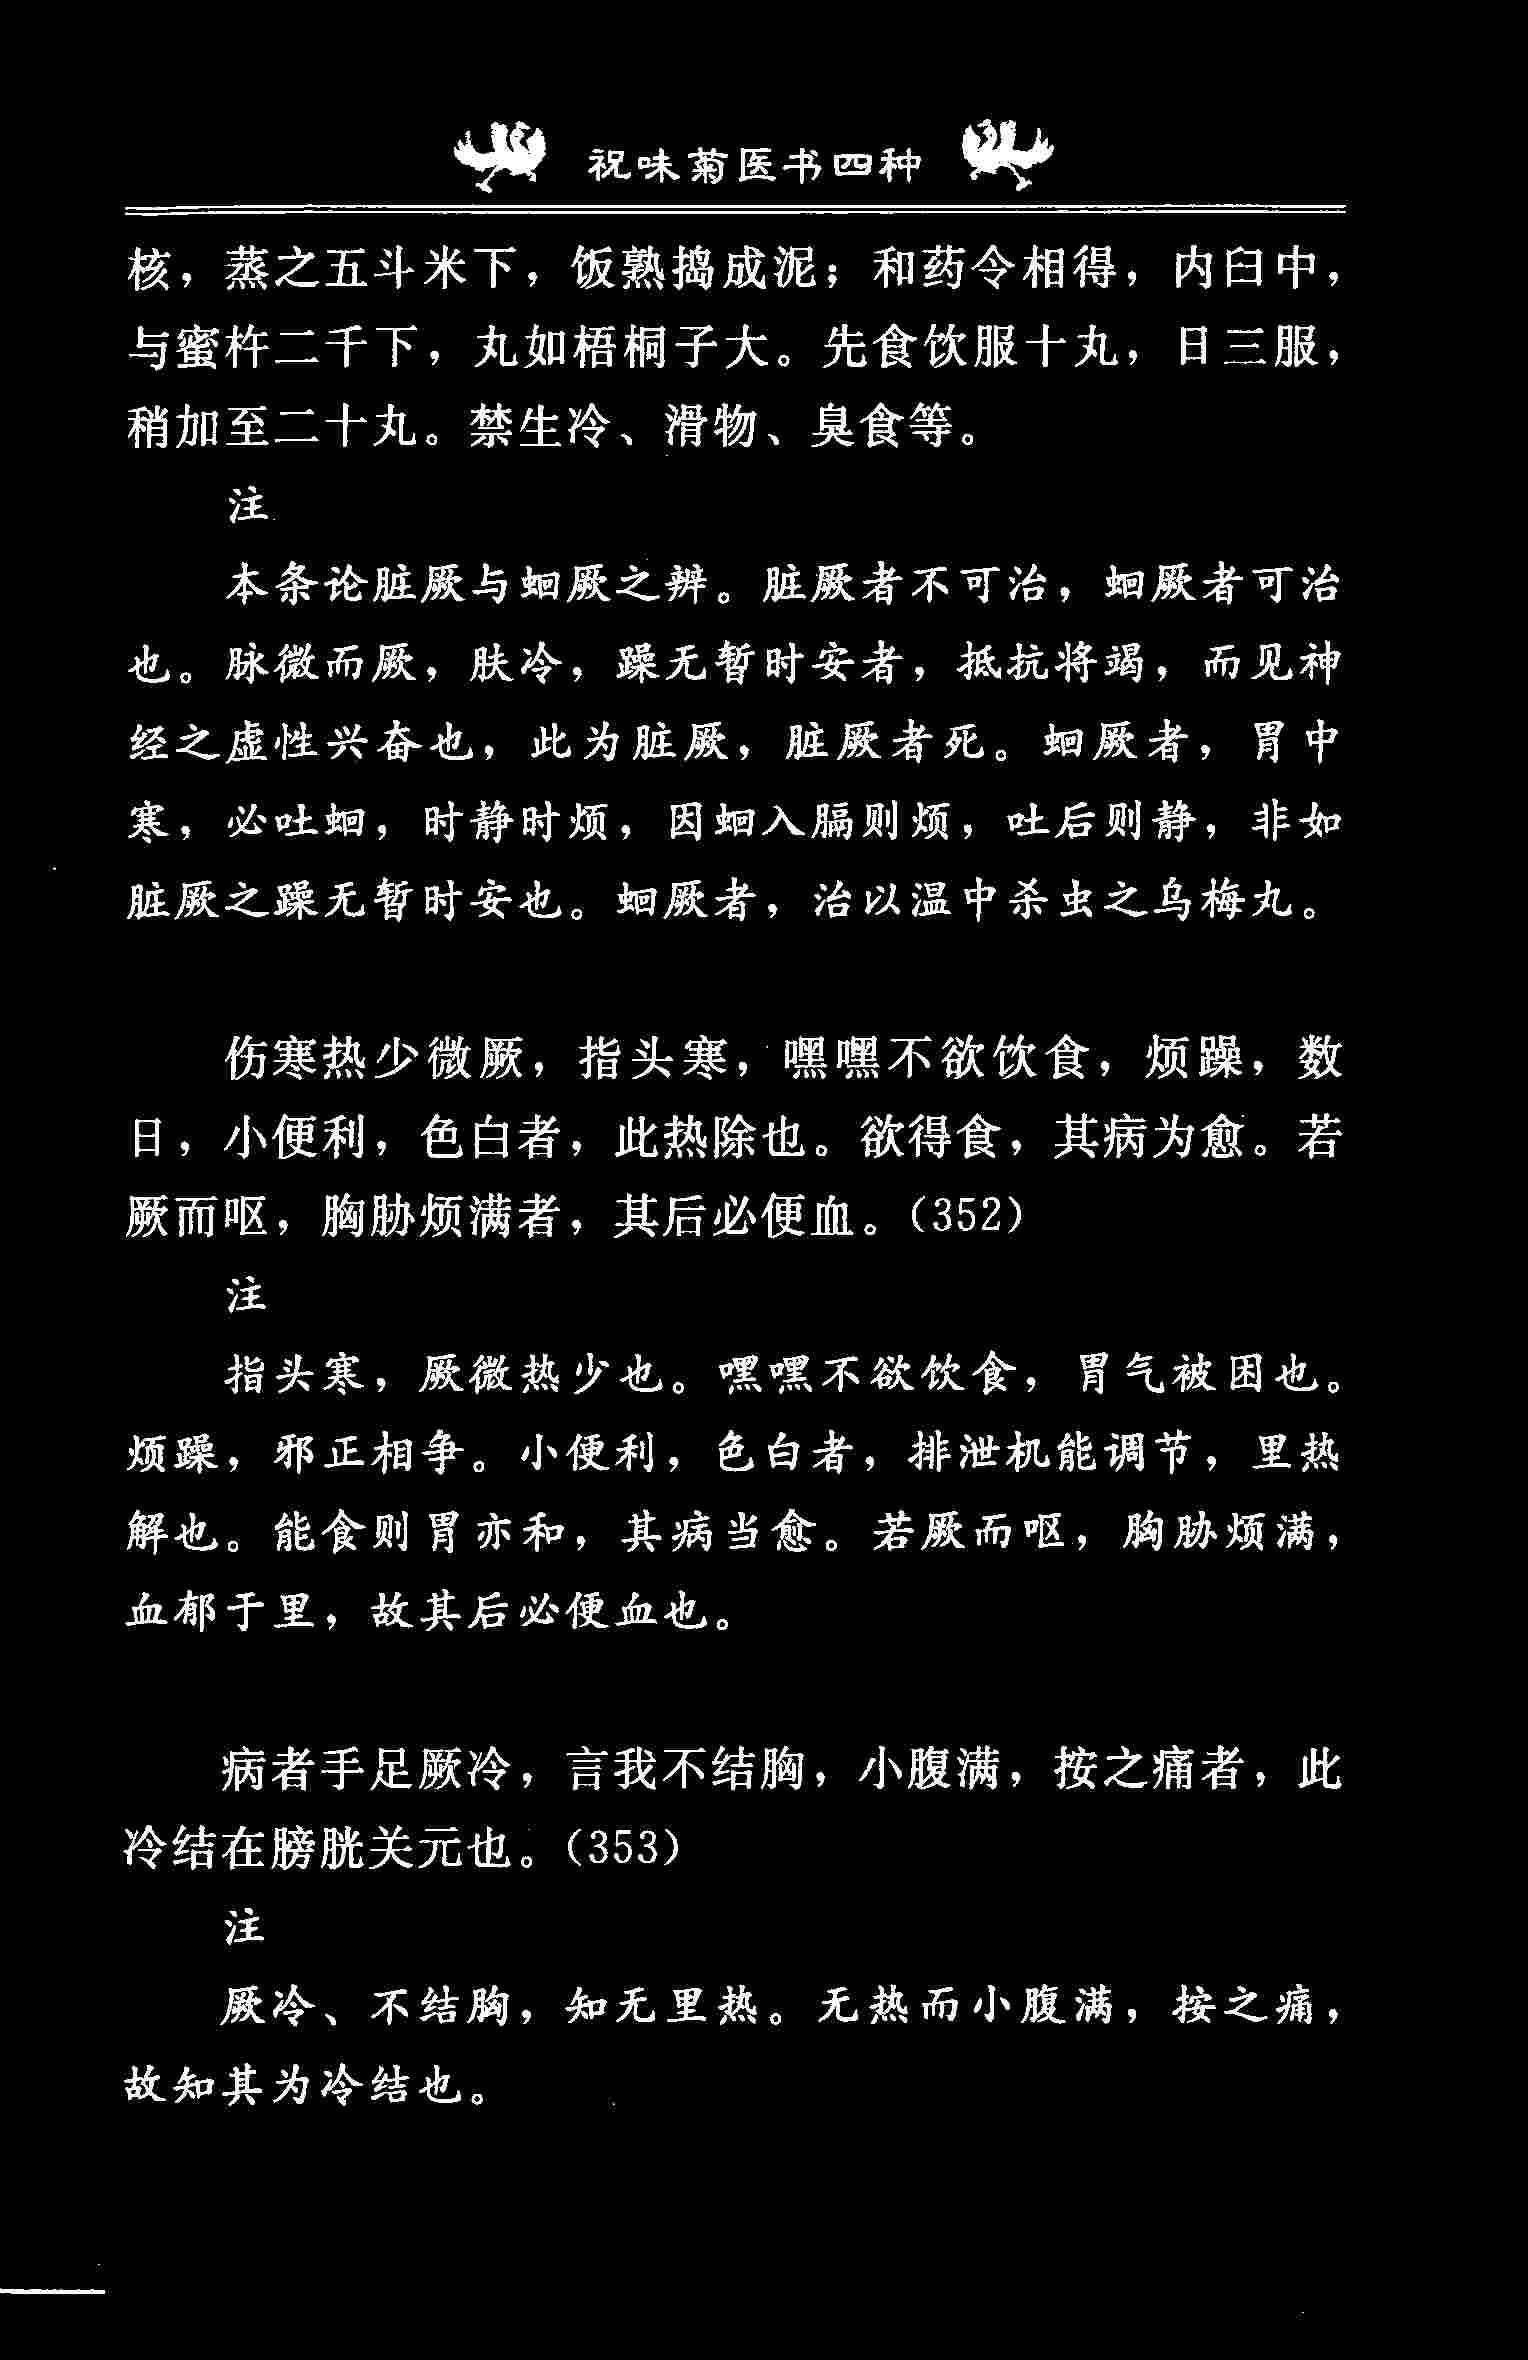 祝味菊医书四种
核，蒸之五斗米下，饭熟捣成泥；和药令相得，内臼中，
与蜜杵二千下，丸如梧桐子大。先食饮服十丸，日三服，
稍加至二十丸。禁生冷、滑物、臭食等。
注
本条论脏厥与蛔厥之辨。脏厥者不可治，蛔厥者可治
也。脉微而厥，肤冷，躁无暂时安者，抵抗将竭，而见神
经之虚性兴奋也，此为脏厥，脏厥者死。蛔厥者，胃中
寒，必吐蛔，时静时烦，因蛔入膈则烦，吐后则静，非如
脏厥之躁无暂时安也。蛔厥者，治以温中杀虫之乌梅丸。
伤寒热少微厥，指头寒，嘿嘿不欲饮食，烦躁，数
日，小便利，色白者，此热除也。欲得食，其病为愈。若
厥而呕，胸胁烦满者，其后必便血。(352)
注
指头寒，厥微热少也。嘿嘿不欲饮食，胃气被困也。
烦躁，邪正相争。小便利，色白者，排泄机能调节，里热
解也。能食则胃亦和，其病当愈。若厥而呕，胸胁烦满，
血郁于里，故其后必便血也。
病者手足厥冷，言我不结胸，小腹满，按之痛者，此
冷结在膀胱关元也。(353)
注
厥冷、不结胸，知无里热。无热而小腹满，按之痛，
故知其为冷结也。